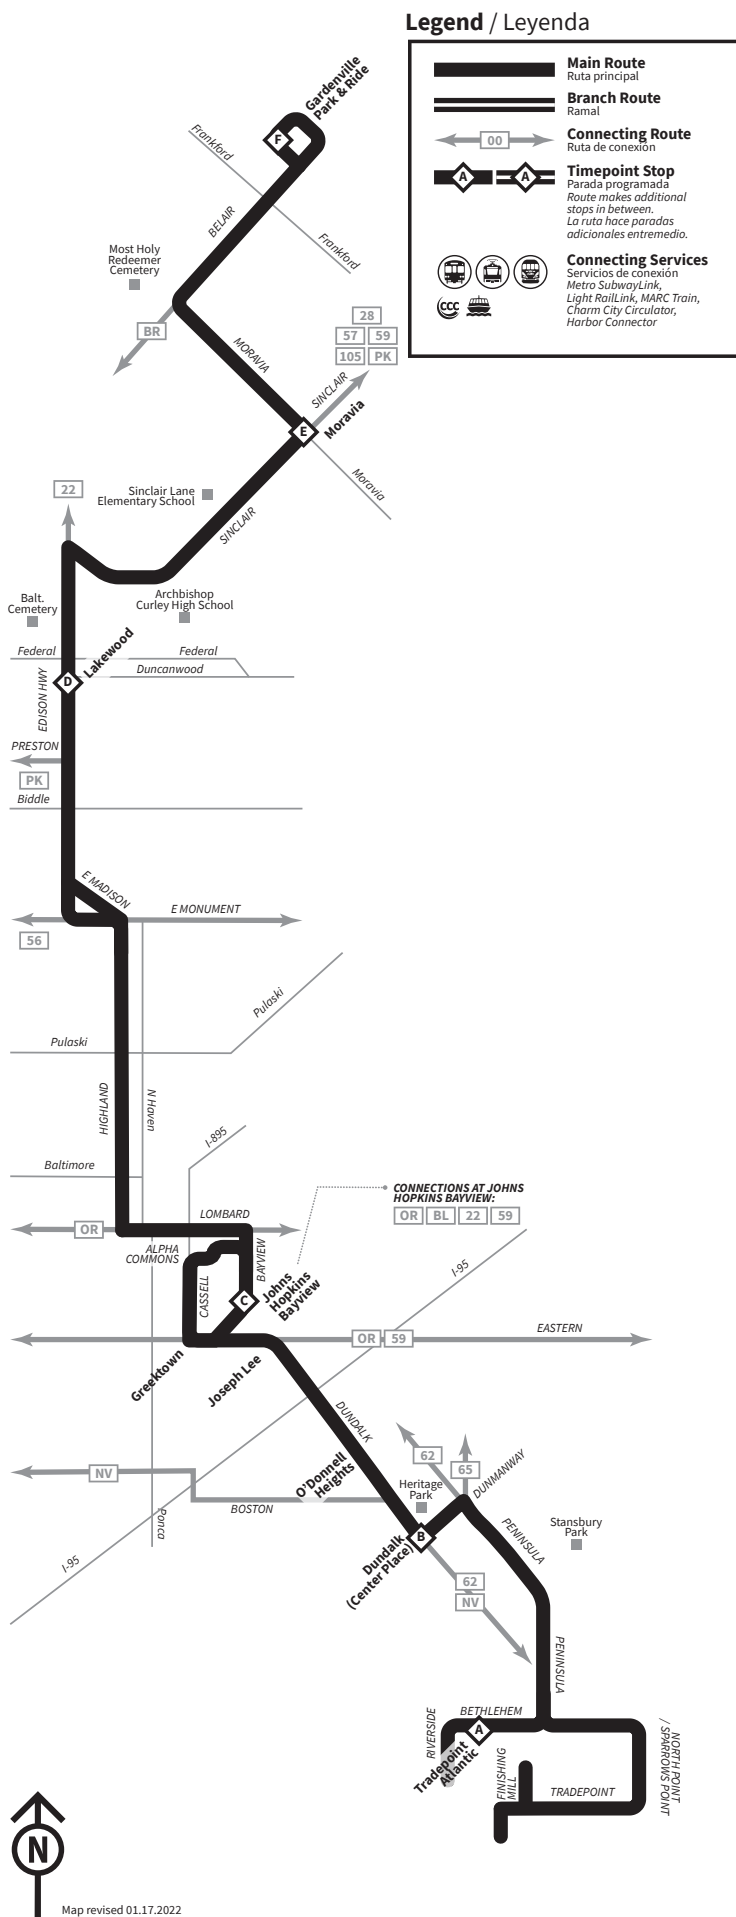 Legend / Leyenda
Main Route
Ruta principal
Branch Route
Ramal
00
Connecting Route
Ruta de conexión
A
A
Timepoint Stop
Parada programada
Route makes additional
stops in between.
La ruta hace paradas
adicionales entremedio.
Connecting Services
Servicios de conexión
Metro SubwayLink,
Light RailLink, MARC Train,
Charm City Circulator,
Harbor Connector
CCC
Gardenville
Park & Ride
F
Frankford
BELAIR
Frankford
Most Holy
Redeemer
Cemetery
BR
28
57
59
105
PK
MORAVIA
SINCLAIR
E
Moravia
Moravia
22
Sinclair Lane
Elementary School
SINCLAIR
Balt.
Cemetery
Archbishop
Curley High School
Federal
Federal
Lakewood
Duncanwood
D
EDISON HWY
PRESTON
PK
Biddle
E MADISON
E MONUMENT
56
Pulaski
Pulaski
HIGHLAND
N Haven
I-895
Baltimore
CONNECTIONS AT JOHNS
HOPKINS BAYVIEW:
OR
BL
22
59
LOMBARD
OR
ALPHA
COMMONS
BAYVIEW
CASSELL
C
Johns
Hopkins
Bayview
I-95
EASTERN
OR
59
Greektown
Joseph Lee
DUNDALK
62
65
DUNMANWAY
NV
O'Donnell
Heights
Heritage
Park
BOSTON
Ponca
PENINSULA
Stansbury
Park
B
Dundalk
(Center Place)
I-95
62
NV
PENINSULA
RIVERSIDE
BETHLEHEM
A
Tradepoint
Atlantic
FINISHING
MILL
TRADEPOINT
NORTH POINT
/ SPARROWS POINT
N
Map revised 01.17.2022